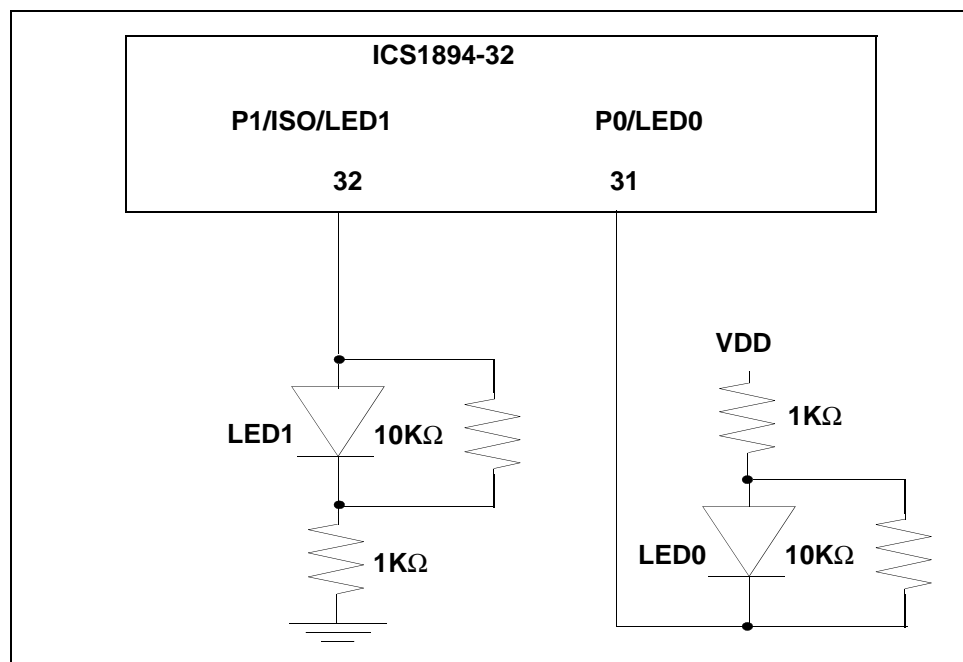 ICS1894-32
P1/ISO/LED1 P0/LED0
32 31
VDD
1KΩ
LED1 10KΩ
LED0 10KΩ
1KΩ